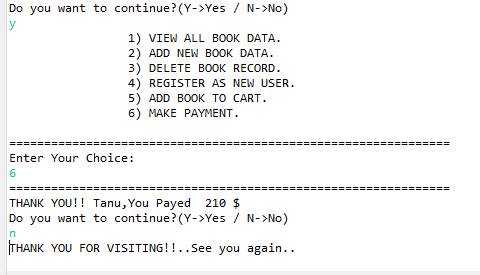 Do you want to continue?(Y->Yes / N->No)
y
1) VIEW ALL BOOK DATA.
2) ADD NEW BOOK DATA.
3) DELETE BOOK RECORD.
4) REGISTER AS NEW USER.
5) ADD BOOK TO CART.
6) MAKE PAYMENT.
===============================================================
Enter Your Choice:
6
===============================================================
THANK YOU!! Tanu,You Payed  210 $
Do you want to continue?(Y->Yes / N->No)
n
THANK YOU FOR VISITING!!..See you again..